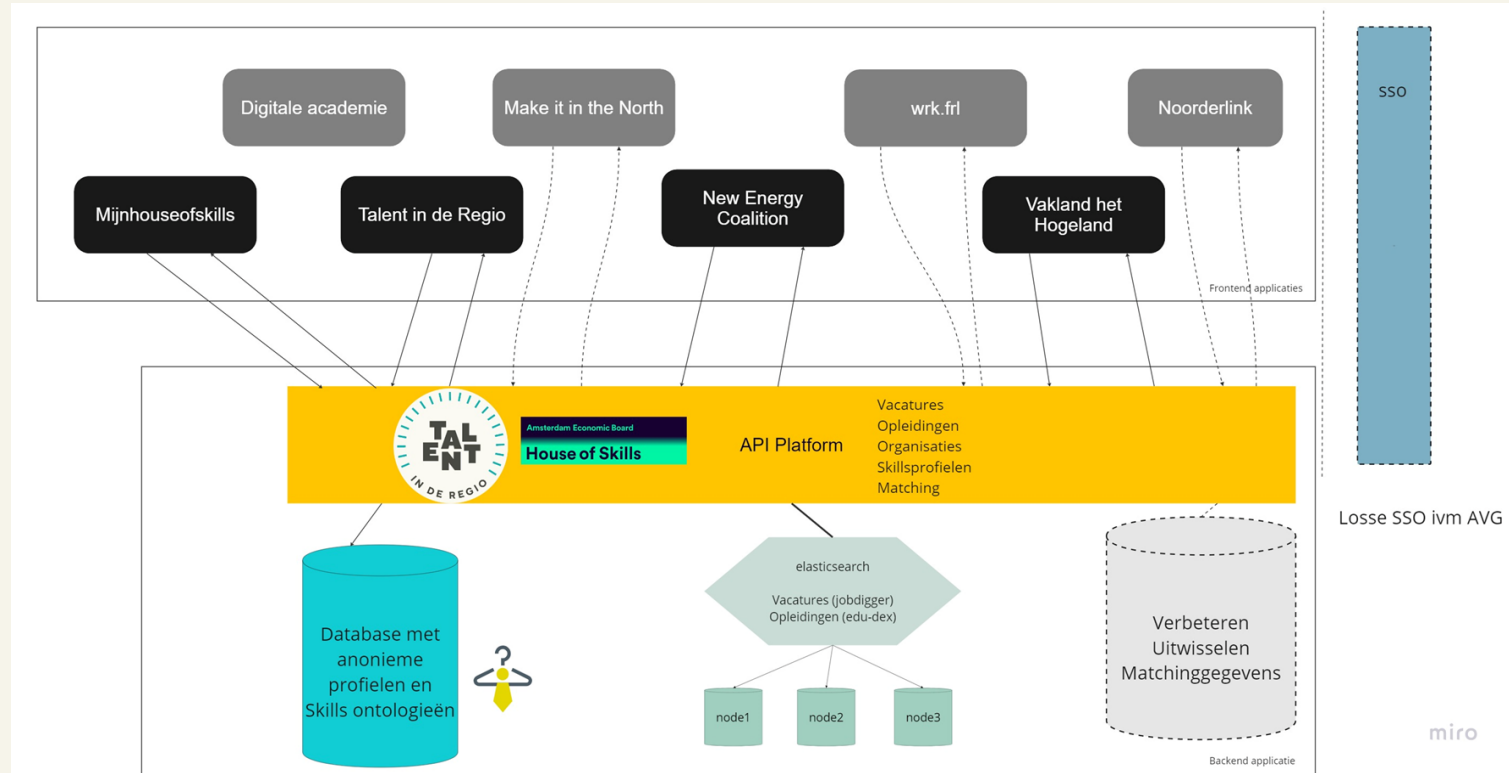 Digitale academie
Make it in the North
wrk.frl
Noorderlink
sso
Mijnhouseofskills
Talent in de Regio
New Energy
Coalition
Vakland het
Hogeland
Frontend applicaties
TAL
ENT
IN DE REGIO
Amsterdam Economic Board
House of Skills
API Platform
Vacatures
Opleidingen
Organisaties
Skillsprofielen
Matching
Losse SSO ivm AVG
Database met
anonieme
profielen en
Skills ontologieën
elasticsearch
Vacatures (jobdigger)
Opleidingen (edu-dex)
node1
node2
node3
Verbeteren
Uitwisselen
Matchinggegevens
Backend applicatie
miro